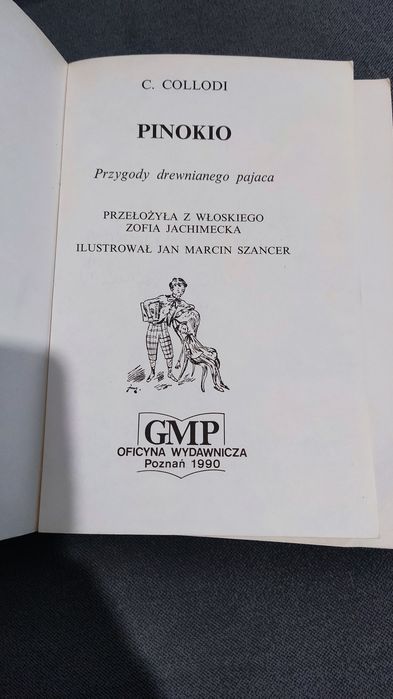 C. COLLODI
PINOKIO
Przygody drewnianego pajaca
PRZEŁOŻYŁA Z WŁOSKIEGO
ZOFIA JACHIMECKA
ILUSTROWAŁ JAN MARCIN SZANCER
GMP
OFICYNA WYDAWNICZA
Poznań 1990